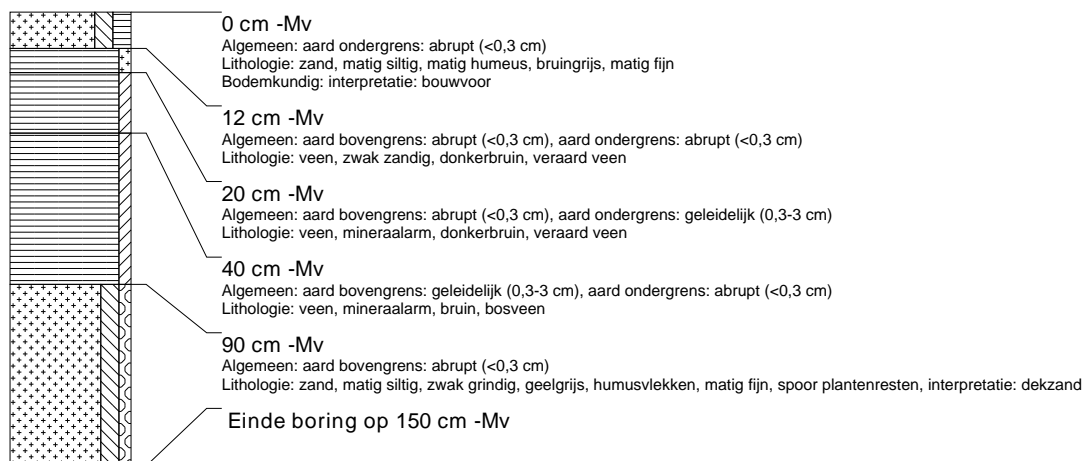 0 cm -Mv
Algemeen: aard ondergrens: abrupt (<0,3 cm)
Lithologie: zand, matig siltig, matig humeus, bruingrijs, matig fijn
Bodemkundig: interpretatie: bouwvoor
12 cm -Mv
Algemeen: aard bovengrens: abrupt (<0,3 cm), aard ondergrens: abrupt (<0,3 cm)
Lithologie: veen, zwak zandig, donkerbruin, veraard veen
20 cm -Mv
Algemeen: aard bovengrens: abrupt (<0,3 cm), aard ondergrens: geleidelijk (0,3-3 cm)
Lithologie: veen, mineraalarm, donkerbruin, veraard veen
40 cm -Mv
Algemeen: aard bovengrens: geleidelijk (0,3-3 cm), aard ondergrens: abrupt (<0,3 cm)
Lithologie: veen, mineraalarm, bruin, bosveen
90 cm -Mv
Algemeen: aard bovengrens: abrupt (<0,3 cm)
Lithologie: zand, matig siltig, zwak grindig, geelgrijs, humusvlekken, matig fijn, spoor plantenresten, interpretatie: dekzand
Einde boring op 150 cm -Mv